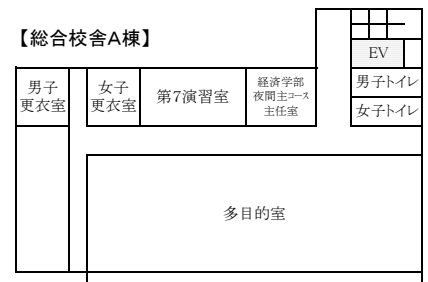 【総合校舎A棟】
EV
男子
更衣室
女子
更衣室
第7演習室
経済学部
夜間主コース
主任室
男子トイレ
女子トイレ
多目的室